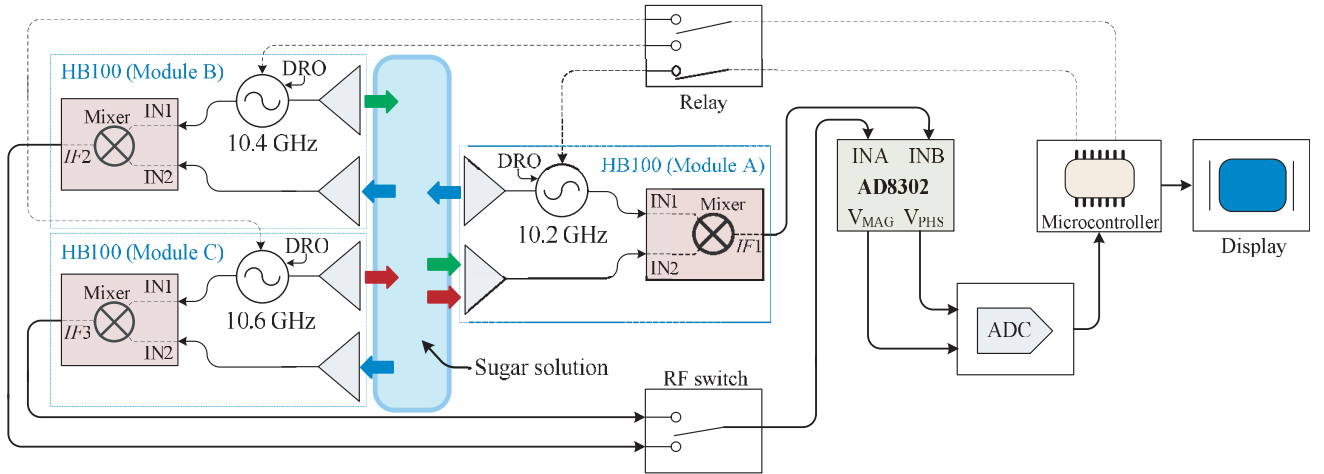 HB100 (Module B)
DRO
Mixer
IN1
IF2
IN2
10.4 GHz
HB100 (Module C)
DRO
Mixer
IN1
IF3
IN2
10.6 GHz
Sugar solution
Relay
HB100 (Module A)
DRO
10.2 GHz
IN1
Mixer
IF1
IN2
RF switch
INA INB
AD8302
VMAG VPHS
ADC
Microcontroller
Display